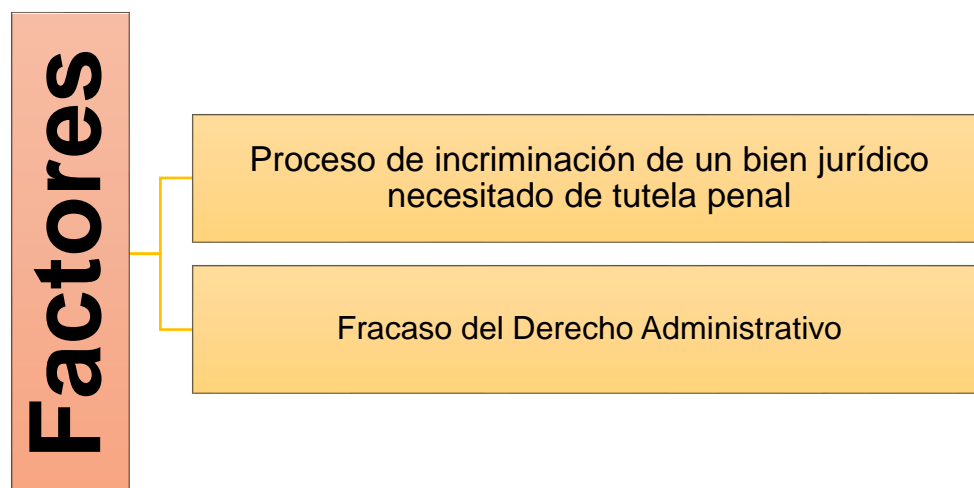 Factores
Proceso de incriminación de un bien jurídico
necesitado de tutela penal
Fracaso del Derecho Administrativo